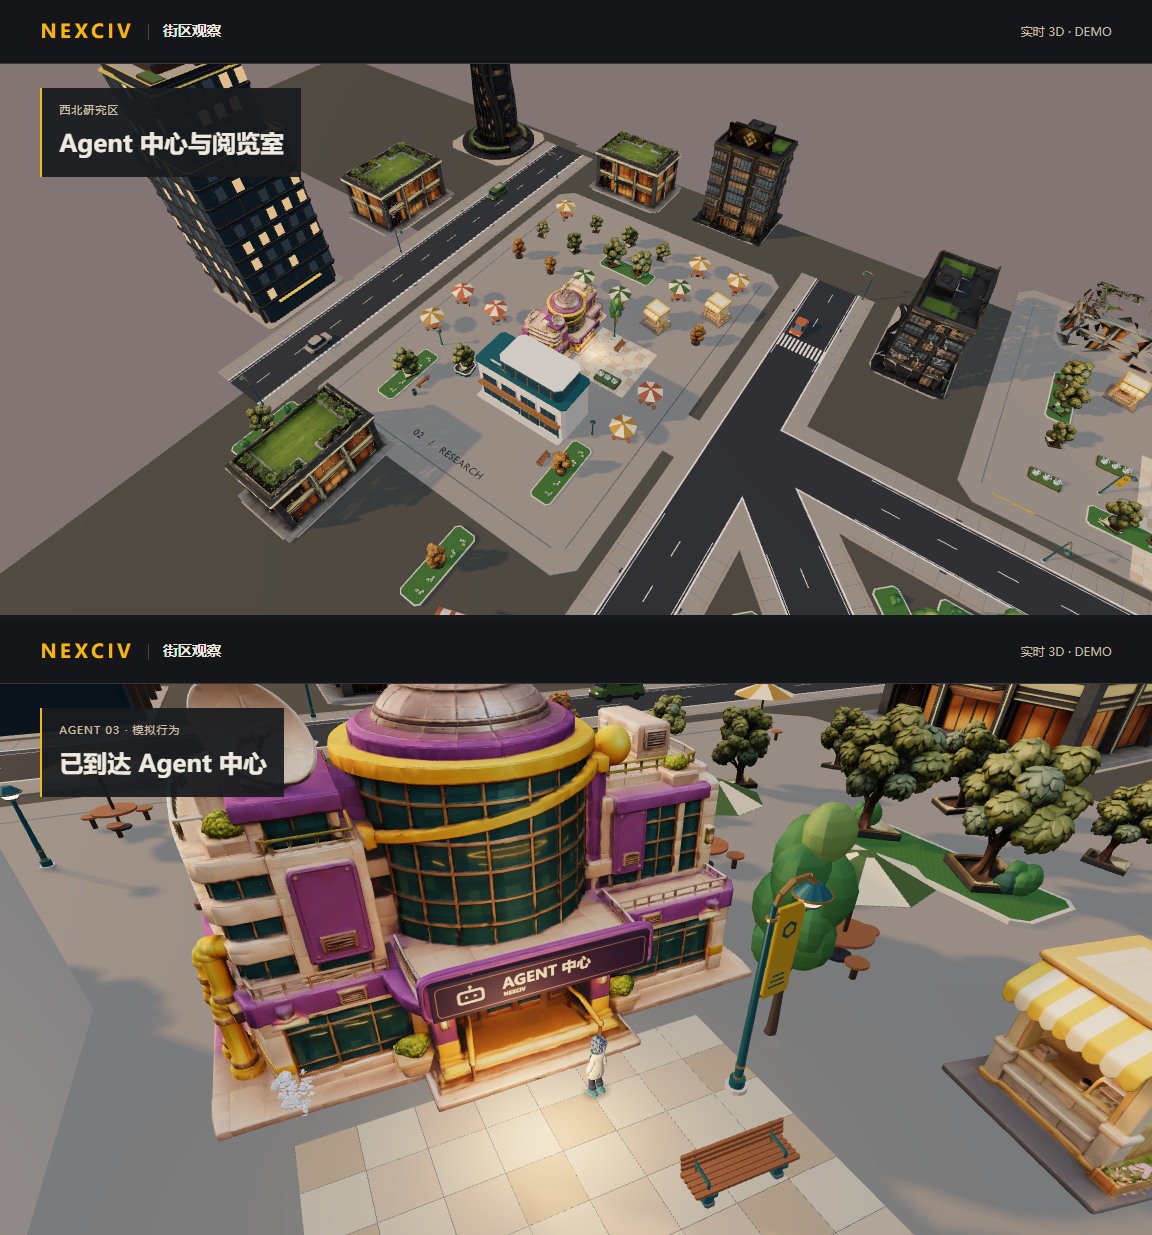 NEXCIV 街区观察 实时 3D · DEMO
西北研究区
Agent 中心与阅览室
02 / RESEARCH
NEXCIV 街区观察 实时 3D · DEMO
AGENT 03 · 模拟行为
已到达 Agent 中心
AGENT 中心
NEXCIV